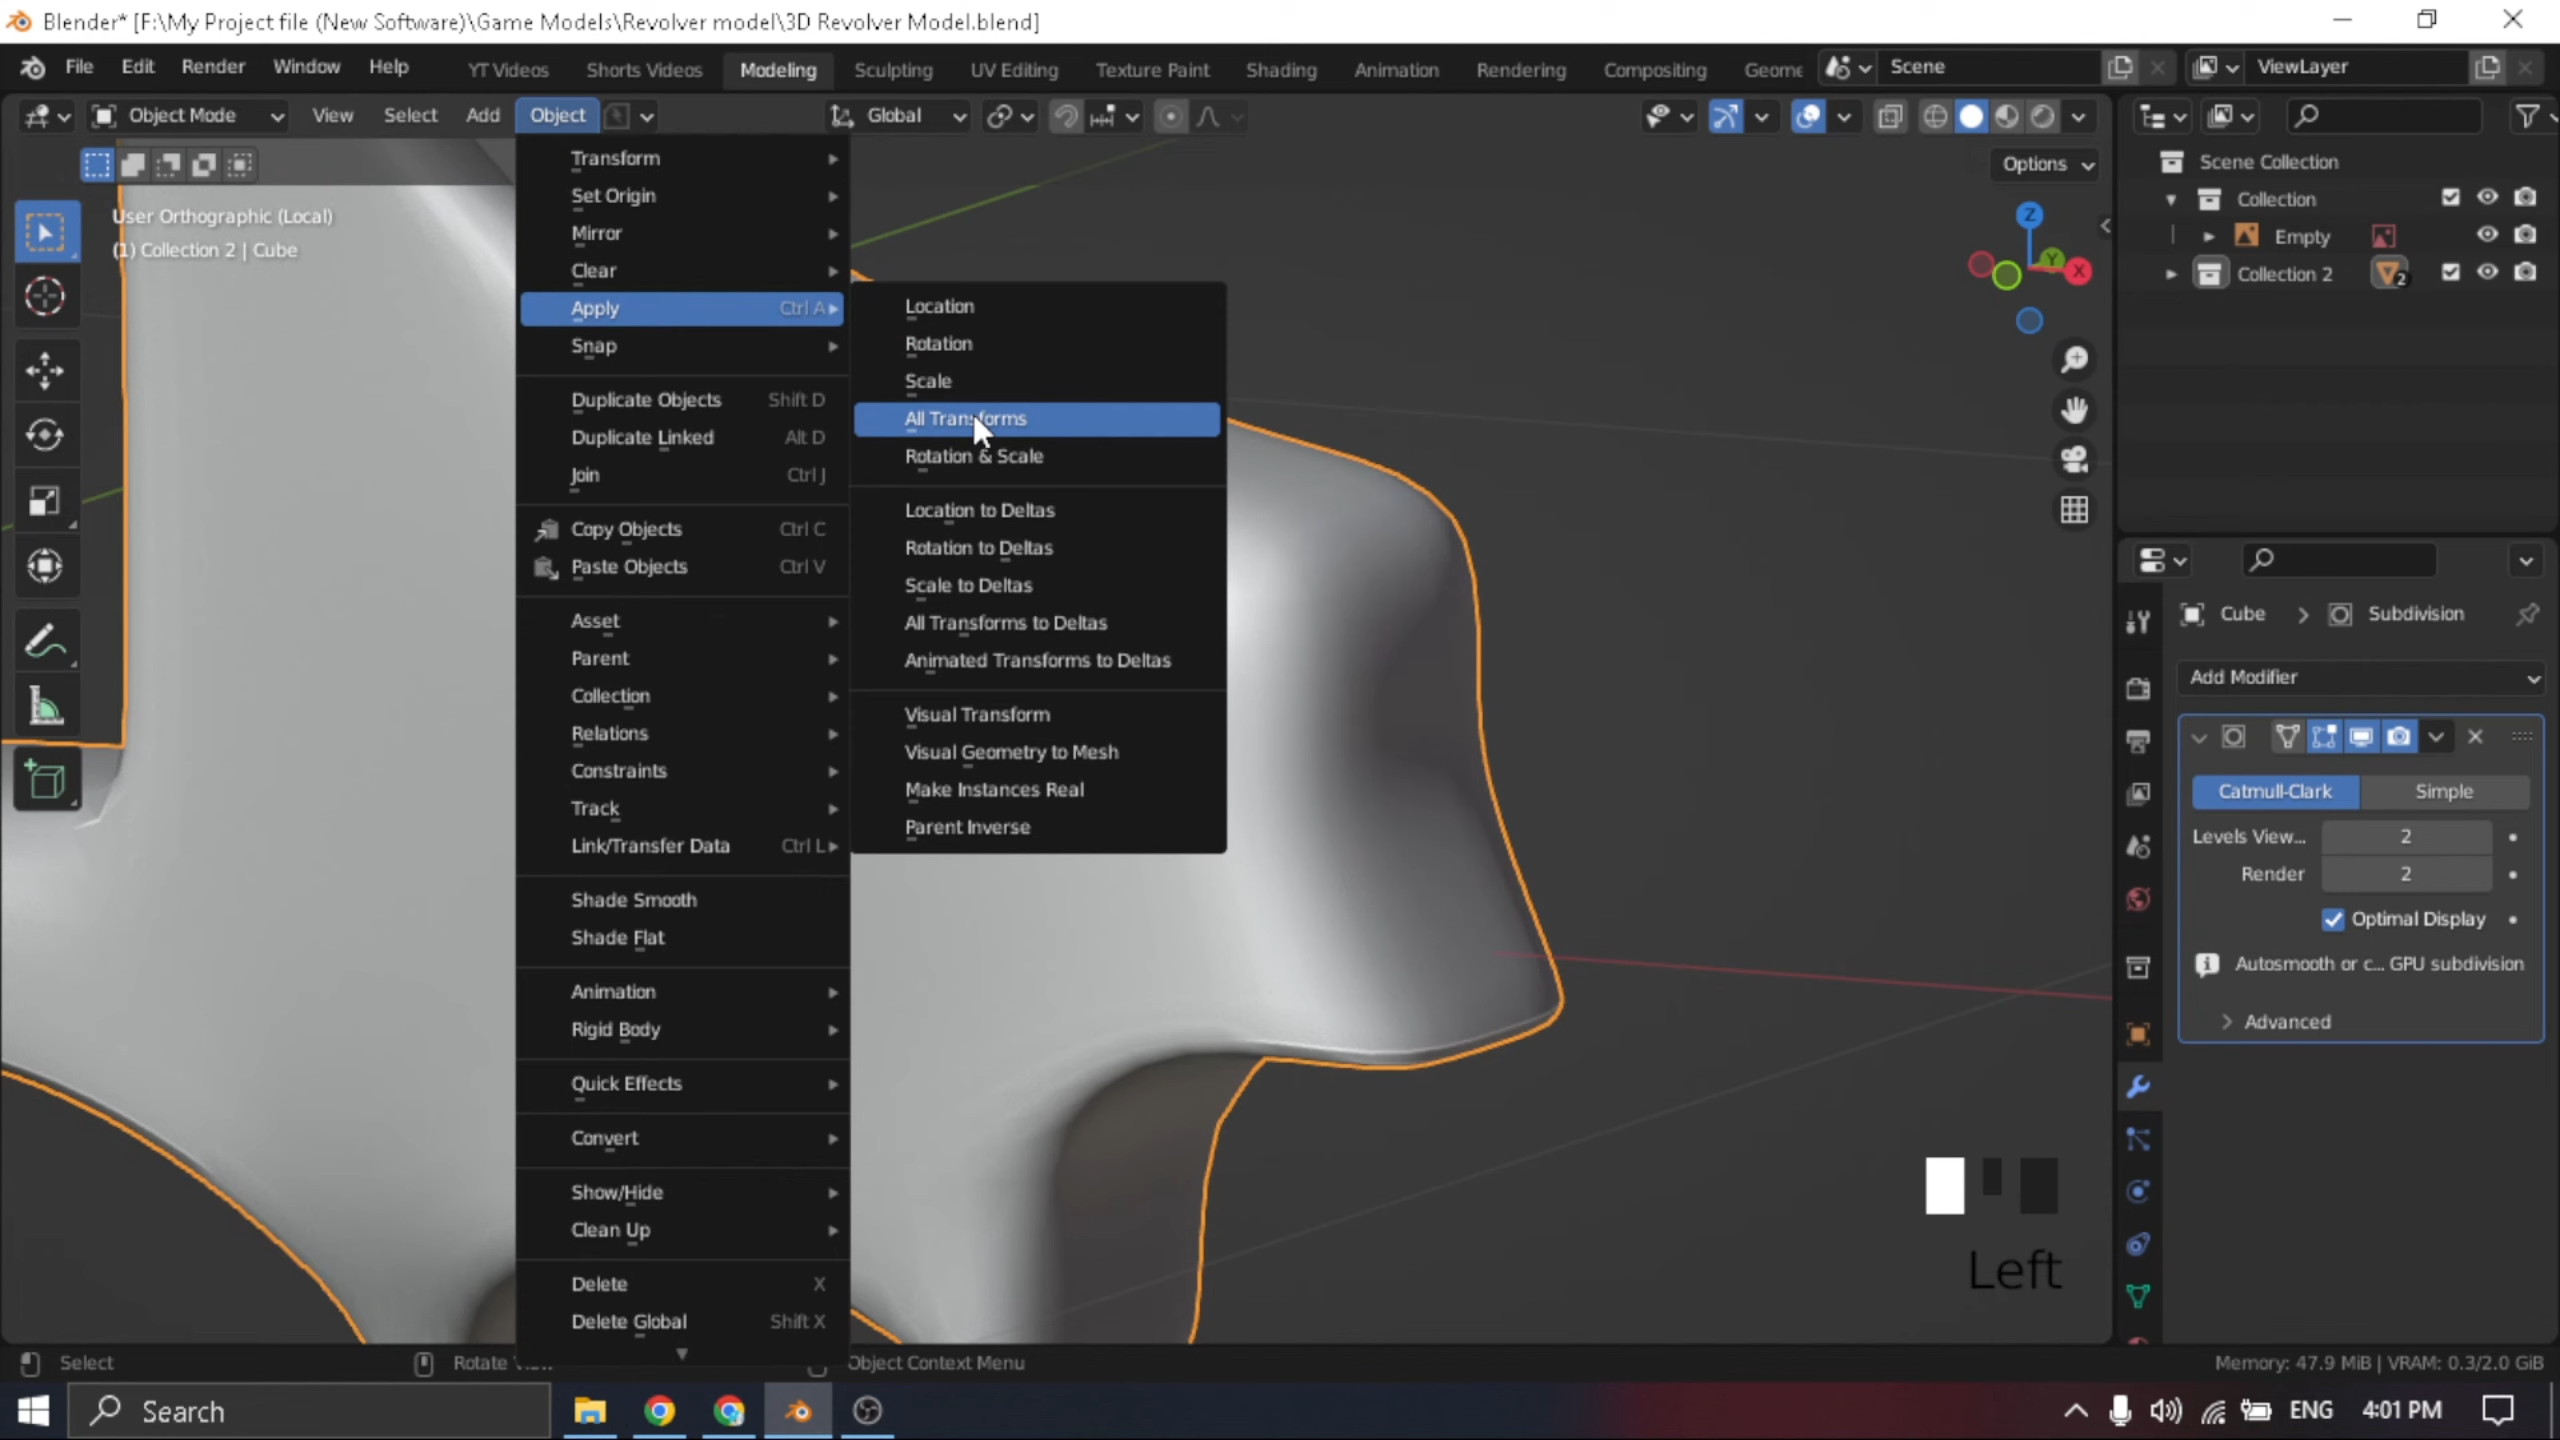 Blender* [F:\My Project file (New Software)\Game Models\Revolver model\3D Revolver Model.blend]
File Edit Render Window Help YT Videos Shorts Videos Modeling Sculpting UV Editing Texture Paint Shading Animation Rendering Compositing Geome Scene ViewLayer
Object Mode View Select Add Object Global
Options
User Orthographic (Local)
(1) Collection 2 | Cube
Transform
Set Origin
Mirror
Clear
Apply Ctrl A
Snap
Duplicate Objects Shift D
Duplicate Linked Alt D
Join Ctrl J
Copy Objects Ctrl C
Paste Objects Ctrl V
Asset
Parent
Collection
Relations
Constraints
Track
Link/Transfer Data Ctrl L
Shade Smooth
Shade Flat
Animation
Rigid Body
Quick Effects
Convert
Show/Hide
Clean Up
Delete X
Delete Global Shift X
Location
Rotation
Scale
All Transforms
Rotation & Scale
Location to Deltas
Rotation to Deltas
Scale to Deltas
All Transforms to Deltas
Animated Transforms to Deltas
Visual Transform
Visual Geometry to Mesh
Make Instances Real
Parent Inverse
Z
Y
X
Left
Scene Collection
Collection
Empty
Collection 2 2
Cube > Subdivision
Add Modifier
Catmull-Clark Simple
Levels View... 2
Render 2
Optimal Display
Autosmooth or c... GPU subdivision
Advanced
Select Rotate Object Context Menu Memory: 47.9 MiB | VRAM: 0.3/2.0 GiB
Search ENG 4:01 PM